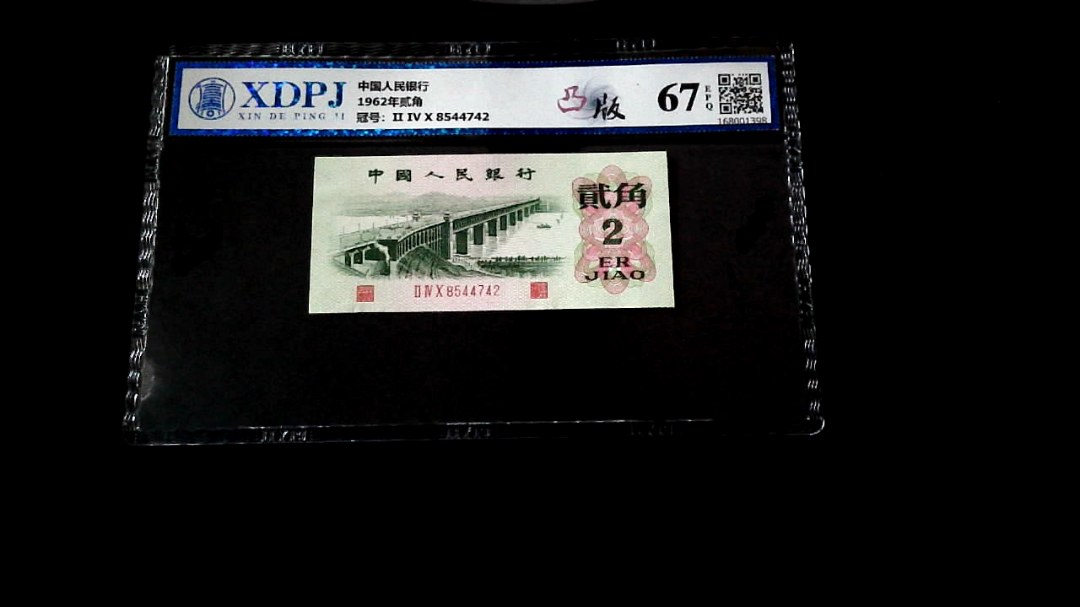 XDPJ
XIN DE PING JI
中国人民银行
1962年贰角
冠号：II IV X 8544742
凸版
67
EPQ
168001398
中國人民銀行
貳角
2
ER
JIAO
II IV X 8544742